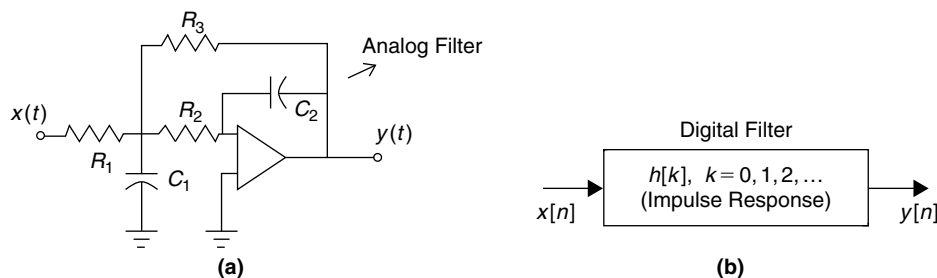 R₃
Analog Filter
x(t)
R₂
C₂
y(t)
R₁
C₁
(a)
Digital Filter
h[k], k = 0, 1, 2, ...
(Impulse Response)
x[n]
y[n]
(b)